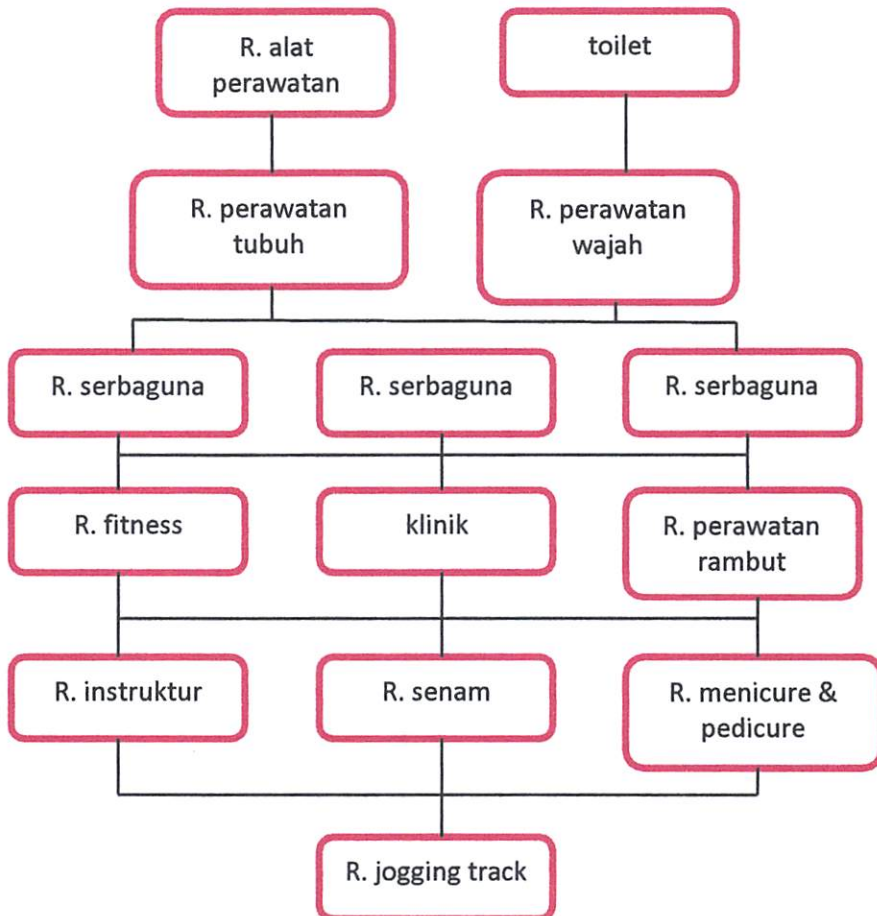 R. alat
perawatan
toilet
R. perawatan
tubuh
R. perawatan
wajah
R. serbaguna
R. serbaguna
R. serbaguna
R. fitness
klinik
R. perawatan
rambut
R. instruktur
R. senam
R. menicure &
pedicure
R. jogging track